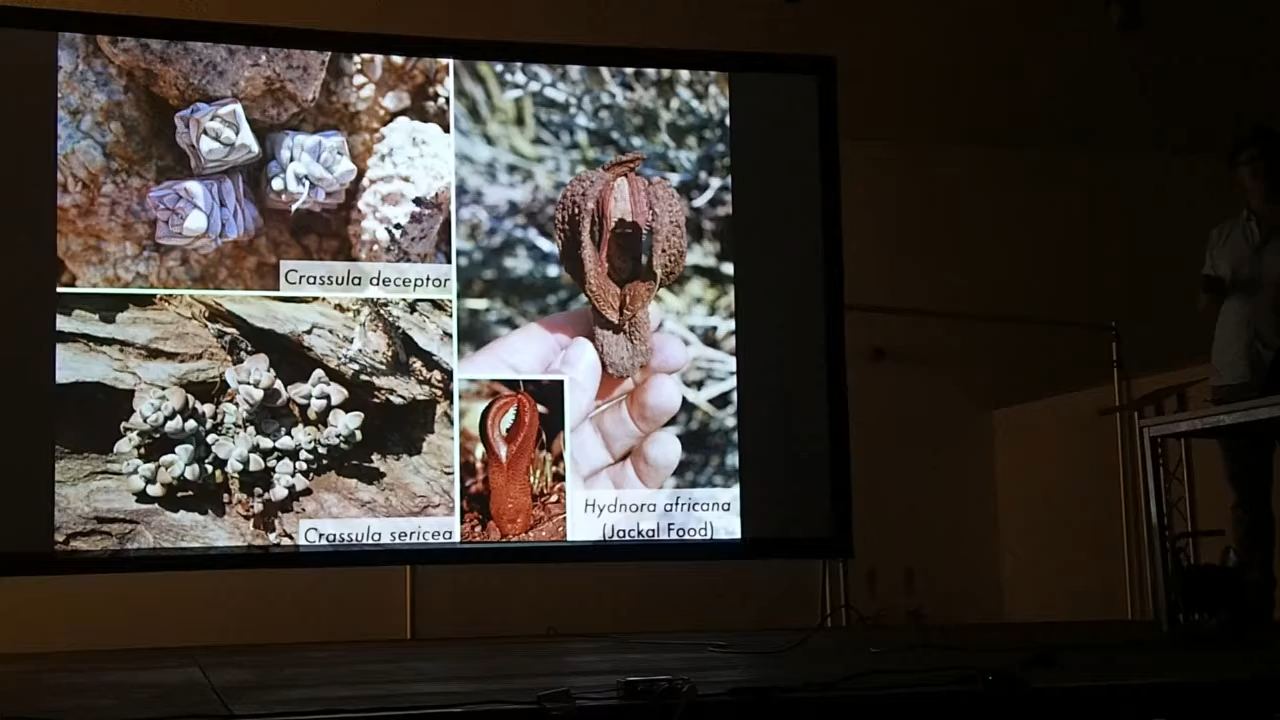 Crassula deceptor
Crassula sericea
Hydnora africana
(Jackal Food)